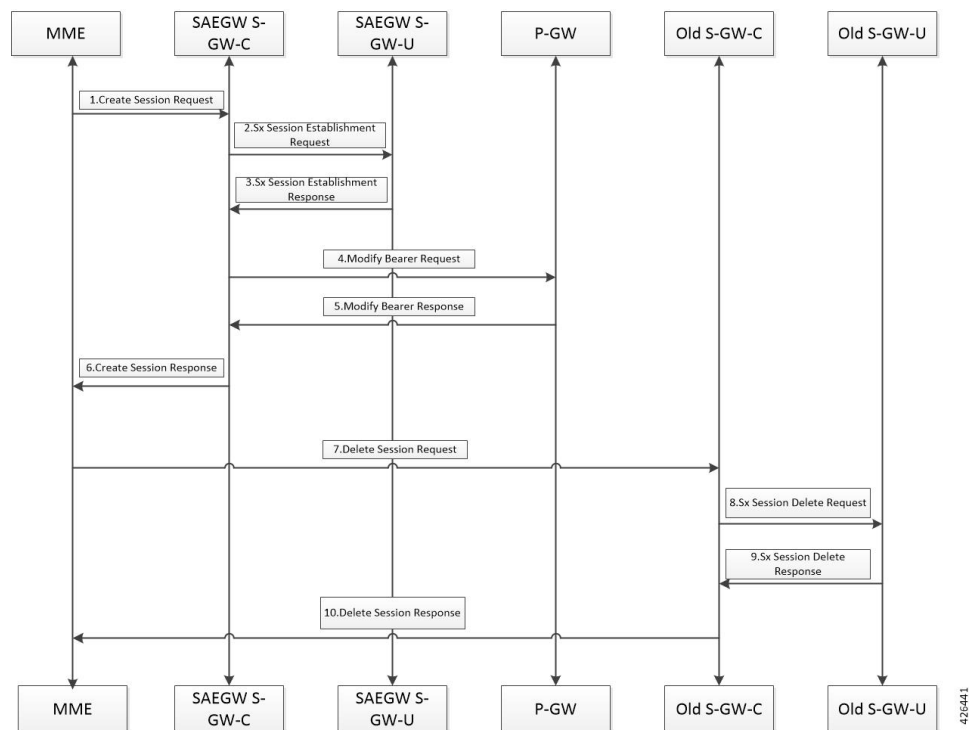 MME
SAEGW S-
GW-C
SAEGW S-
GW-U
P-GW
Old S-GW-C
Old S-GW-U
1.Create Session Request
2.Sx Session Establishment
Request
3.Sx Session Establishment
Response
4.Modify Bearer Request
5.Modify Bearer Response
6.Create Session Response
7.Delete Session Request
8.Sx Session Delete Request
9.Sx Session Delete
Response
10.Delete Session Response
MME
SAEGW S-
GW-C
SAEGW S-
GW-U
P-GW
Old S-GW-C
Old S-GW-U
426441